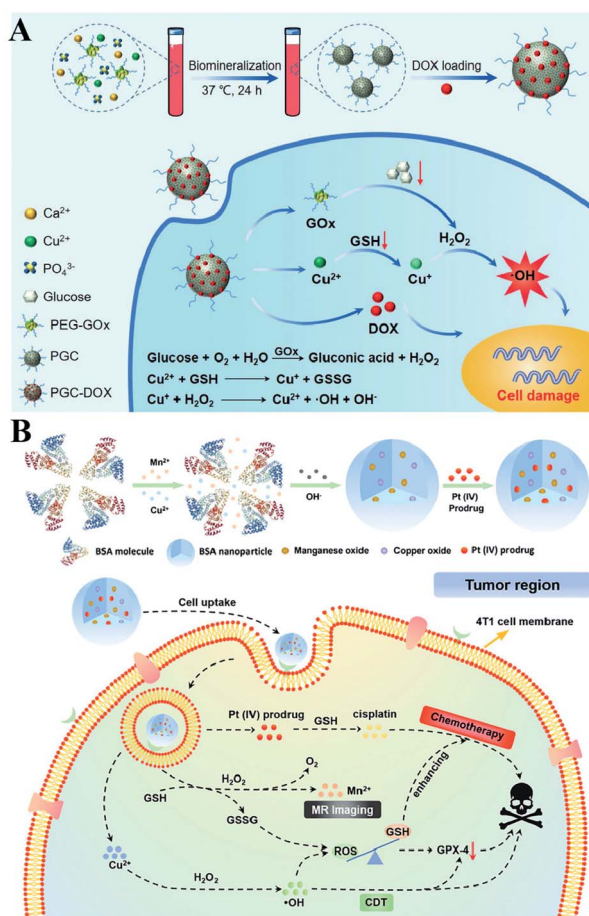 A
Biomineralization
37 ℃, 24 h
DOX loading
Ca²⁺
Cu²⁺
PO₄³⁻
Glucose
PEG-GOx
PGC
PGC-DOX
GOx
GSH
H₂O₂
Cu²⁺
Cu⁺
·OH
DOX
Glucose + O₂ + H₂O GOx Gluconic acid + H₂O₂
Cu²⁺ + GSH Cu⁺ + GSSG
Cu⁺ + H₂O₂ Cu²⁺ + ·OH + OH⁻
Cell damage
B
Mn²⁺
Cu²⁺
OH⁻
Pt (IV)
Prodrug
BSA molecule
BSA nanoparticle
Manganese oxide
Copper oxide
Pt (IV) prodrug
Tumor region
Cell uptake
4T1 cell membrane
Pt (IV) prodrug
GSH
cisplatin
Chemotherapy
O₂
H₂O₂
GSH
Mn²⁺
MR Imaging
enhancing
GSSG
GSH
ROS
GPX-4
Cu²⁺
H₂O₂
•OH
CDT